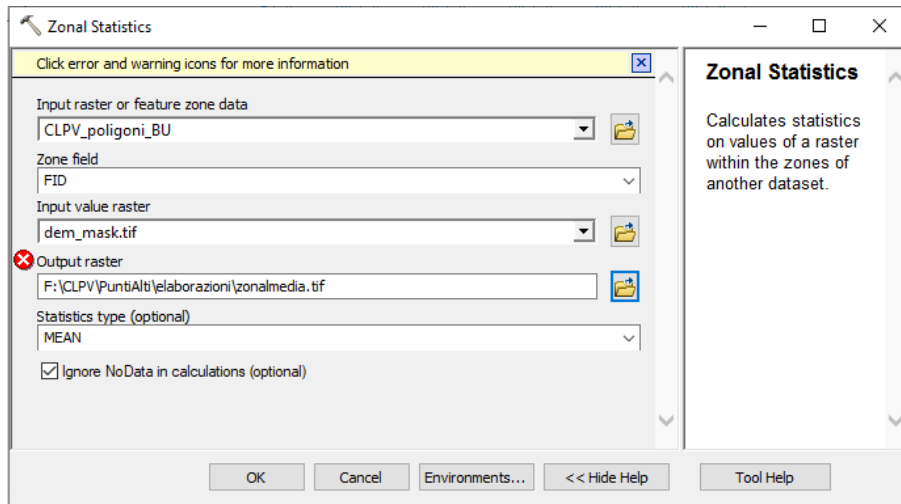 Zonal Statistics
Click error and warning icons for more information
Input raster or feature zone data
CLPV_poligoni_BU
Zone field
FID
Input value raster
dem_mask.tif
Output raster
F:\CLPV\PuntiAlti\elaborazioni\zonalmedia.tif
Statistics type (optional)
MEAN
Ignore NoData in calculations (optional)
OK
Cancel
Environments...
<< Hide Help
Tool Help
Zonal Statistics
Calculates statistics
on values of a raster
within the zones of
another dataset.